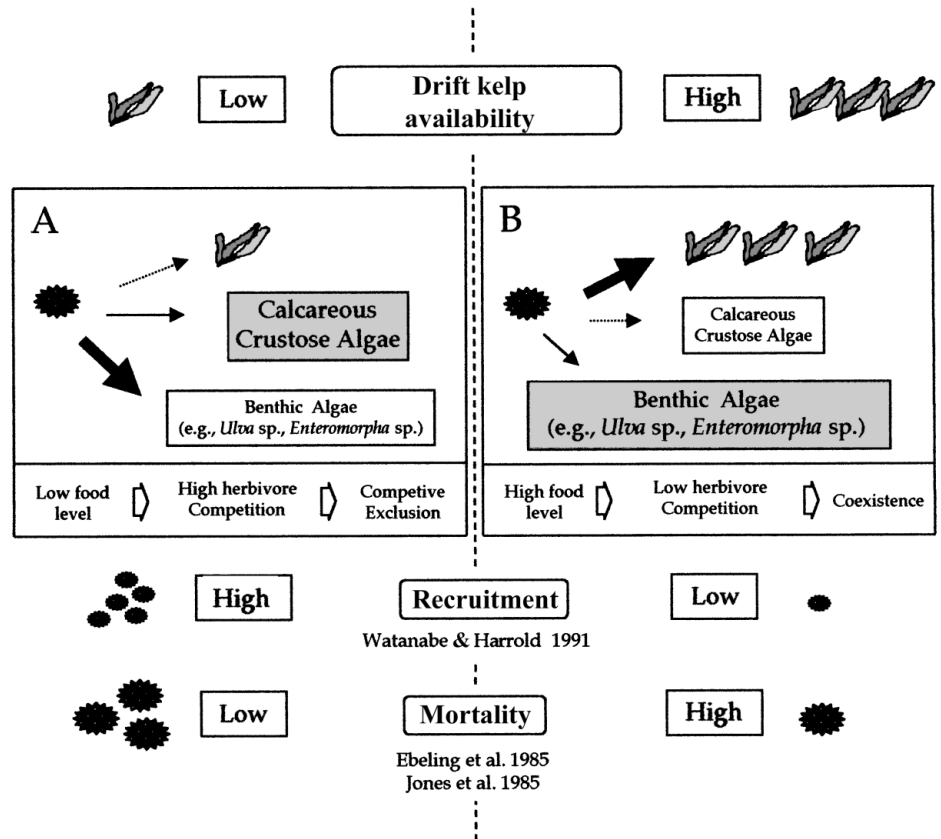 Low
Drift kelp
availability
High
A
Calcareous
Crustose Algae
Benthic Algae
(e.g., Ulva sp., Enteromorpha sp.)
Low food
level
High herbivore
Competition
Competive
Exclusion
B
Calcareous
Crustose Algae
Benthic Algae
(e.g., Ulva sp., Enteromorpha sp.)
High food
level
Low herbivore
Competition
Coexistence
High
Recruitment
Low
Watanabe & Harrold 1991
Low
Mortality
High
Ebeling et al. 1985
Jones et al. 1985